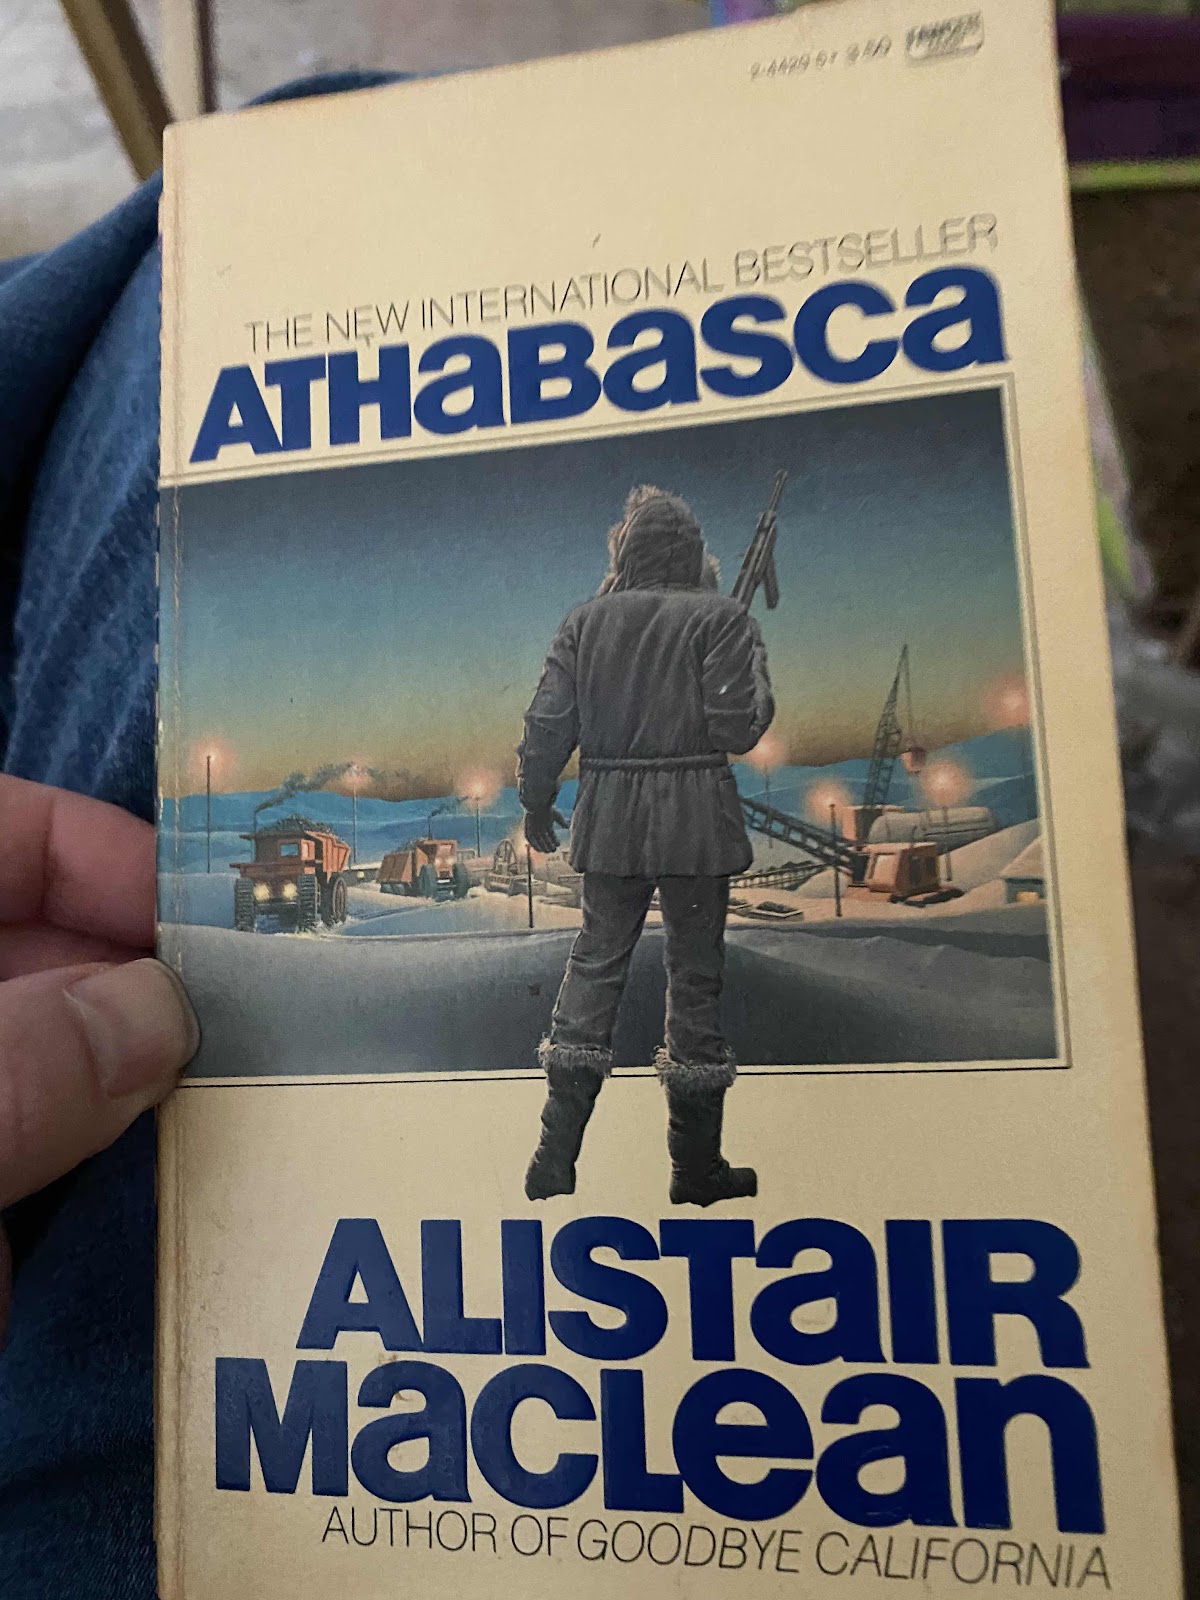 THE NEW INTERNATIONAL BESTSELLER
ATHaBasca
ALISTaIR
MacLean
AUTHOR OF GOODBYE CALIFORNIA